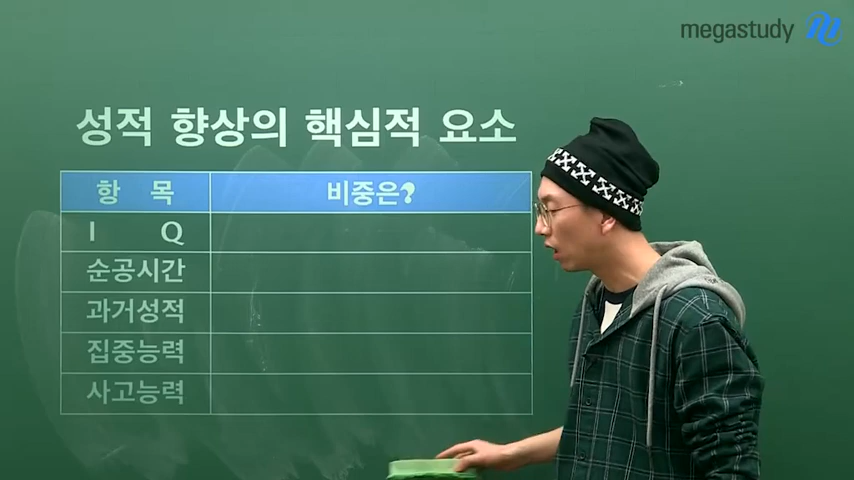 megastudy
성적 향상의 핵심적 요소
항 목 비중은?
I Q
순공시간
과거성적
집중능력
사고능력